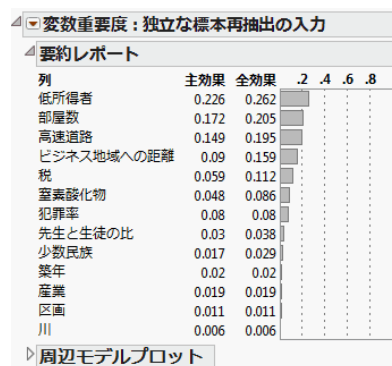 変数重要度：独立な標本再抽出の入力
要約レポート
列 主効果 全効果 .2 .4 .6 .8
低所得者 0.226 0.262
部屋数 0.172 0.205
高速道路 0.149 0.195
ビジネス地域への距離 0.09 0.159
税 0.059 0.112
窒素酸化物 0.048 0.086
犯罪率 0.08 0.08
先生と生徒の比 0.03 0.038
少数民族 0.017 0.029
築年 0.02 0.02
産業 0.019 0.019
区画 0.011 0.011
川 0.006 0.006
周辺モデルプロット